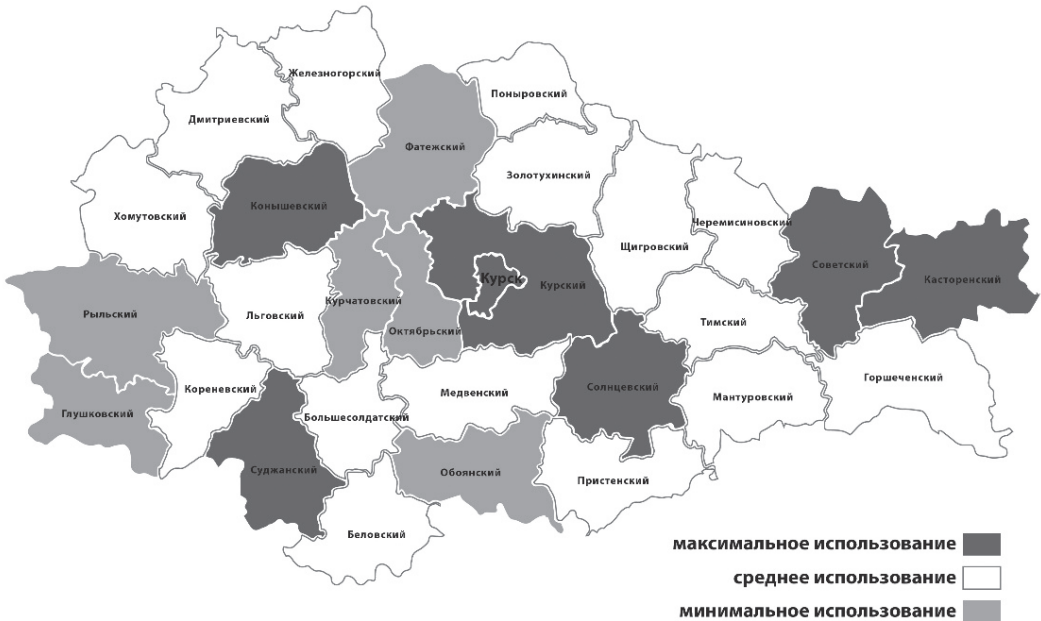 Железногорский
Поныровский
Дмитриевский
Фатежский
Золотухинский
Конышевский
Хомутовский
Черемисиновский
Щигровский
Советский
Касторенский
Курск
Курский
Курчатовский
Рыльский
Льговский
Октябрьский
Тимский
Горшеченский
Солнцевский
Кореневский
Медвенский
Мантуровский
Глушковский
Большесолдатский
Суджанский
Обоянский
Пристенский
Беловский
максимальное использование
среднее использование
минимальное использование